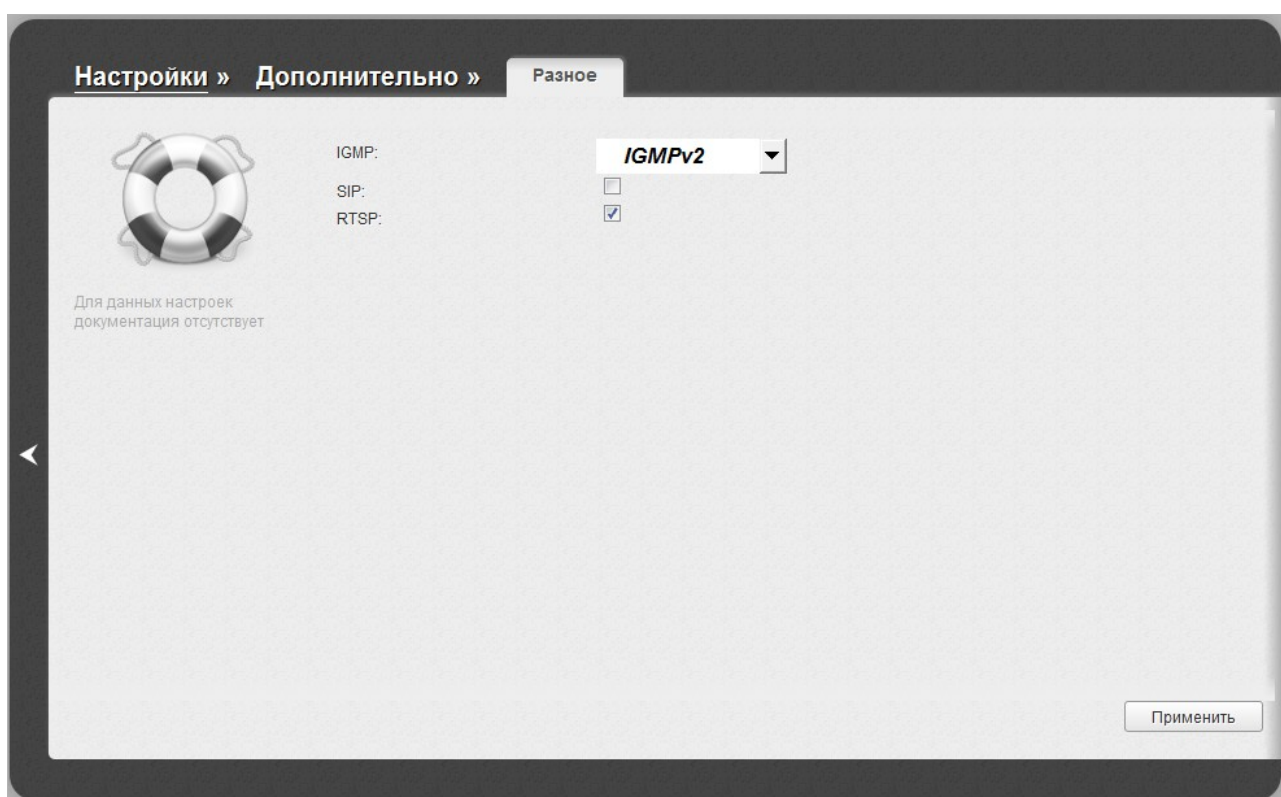 Настройки » Дополнительно » Разное
IGMP: IGMPv2
SIP:
RTSP:
Для данных настроек
документация отсутствует
Применить